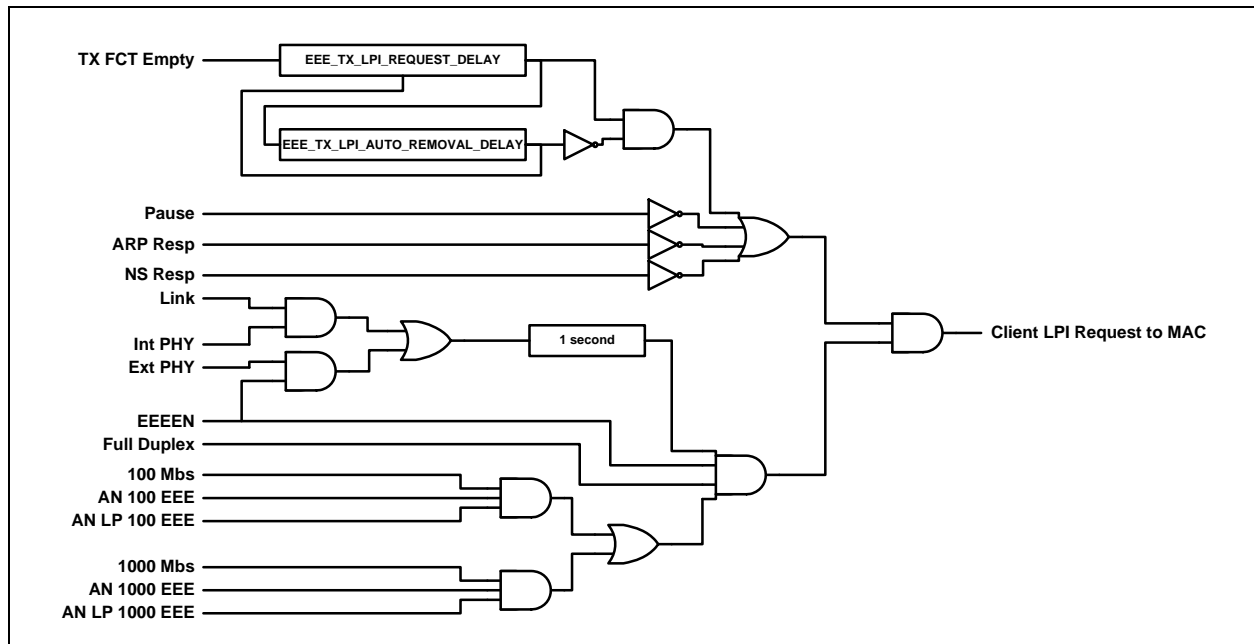 TX FCT Empty
EEE_TX_LPI_REQUEST_DELAY
EEE_TX_LPI_AUTO_REMOVAL_DELAY
Pause
ARP Resp
NS Resp
Link
Int PHY
Ext PHY
1 second
Client LPI Request to MAC
EEEEN
Full Duplex
100 Mbs
AN 100 EEE
AN LP 100 EEE
1000 Mbs
AN 1000 EEE
AN LP 1000 EEE